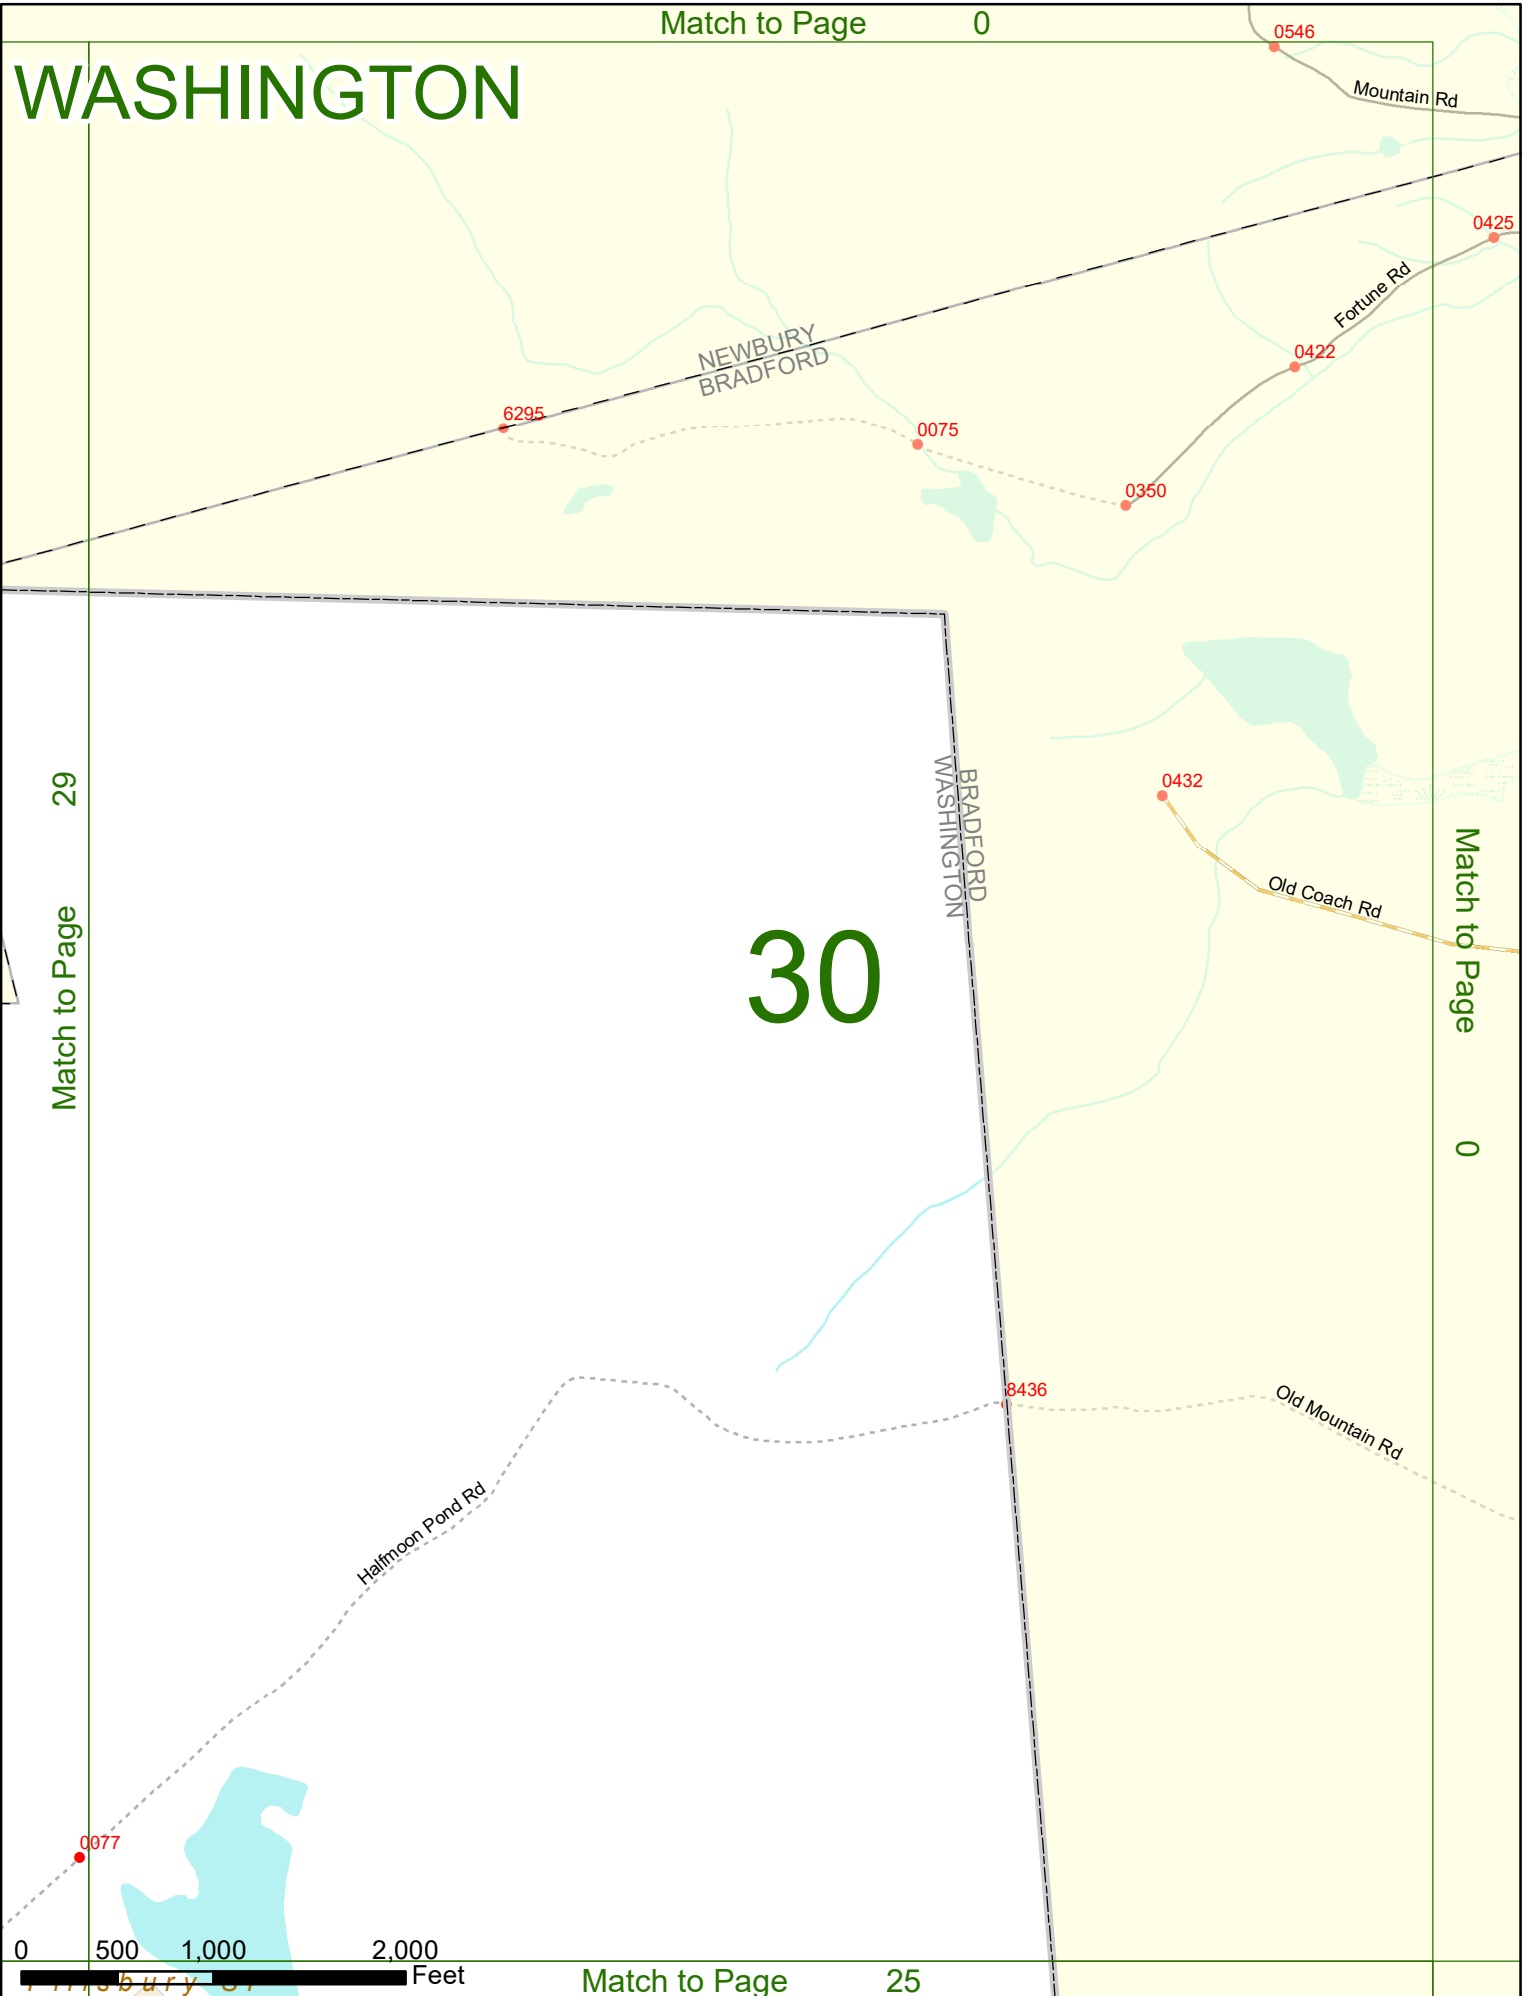 Match to Page 0
WASHINGTON
0546
Mountain Rd
0425
Fortune Rd
NEWBURY
BRADFORD
0422
6295
0075
0350
Match to Page 29
BRADFORD
WASHINGTON
0432
Old Coach Rd
Match to Page 0
30
8436
Old Mountain Rd
Halfmoon Pond Rd
0077
0 500 1,000 2,000
Feet
Match to Page 25